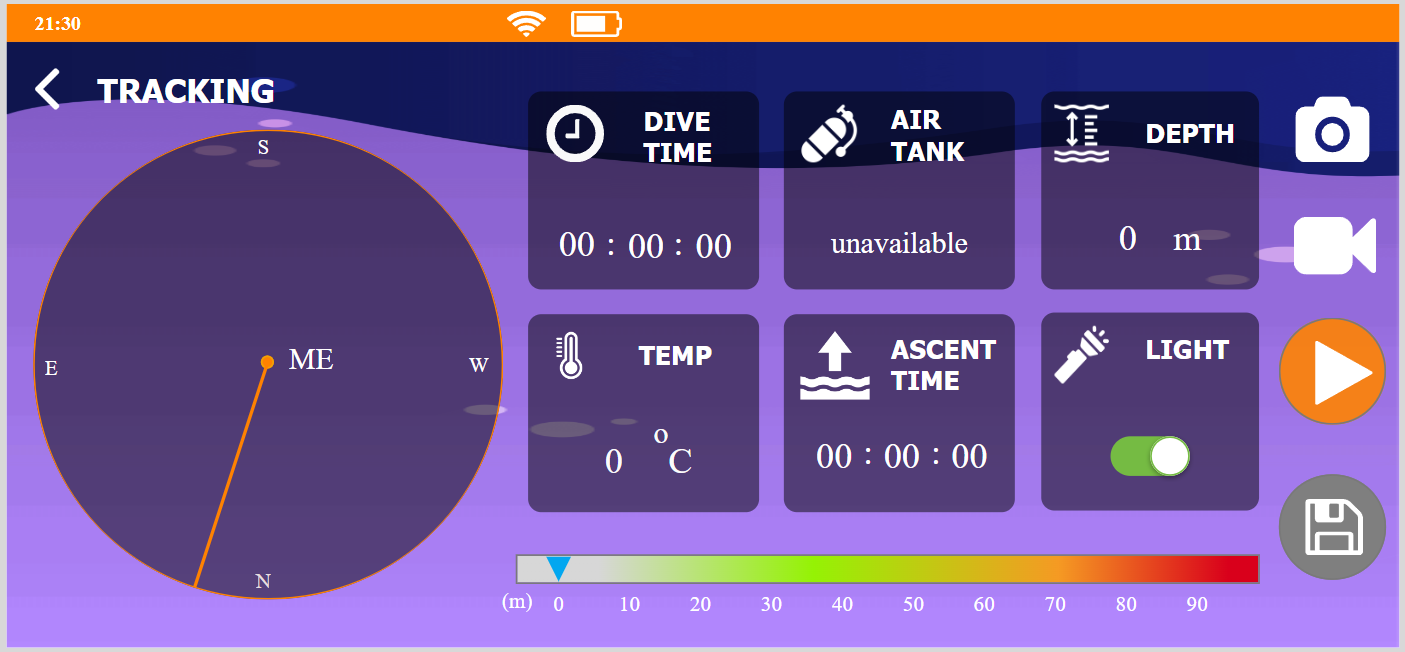 21:30
TRACKING
S
E
ME
W
N
DIVE
TIME
00 : 00 : 00
AIR
TANK
unavailable
DEPTH
0 m
TEMP
0 °C
ASCENT
TIME
00 : 00 : 00
LIGHT
(m) 0 10 20 30 40 50 60 70 80 90